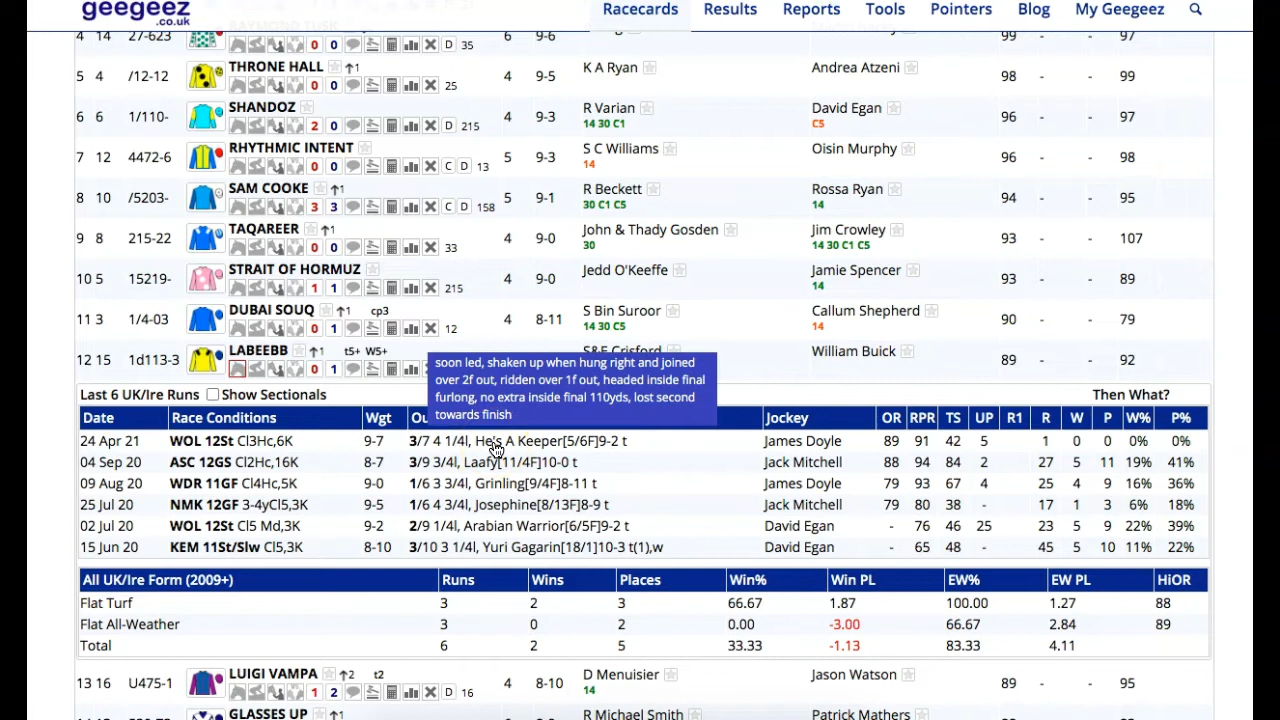 geegeez
.co.uk
Racecards Results Reports Tools Pointers Blog My Geegeez
4 14 27-623 0 0 D 35 6 9-6 99 - - 97
5 4 /12-12 THRONE HALL ↑1 4 9-5 K A Ryan Andrea Atzeni 98 - - 99
0 0 25
6 6 1/110- SHANDOZ 4 9-3 R Varian David Egan 96 - - 97
2 0 D 215 14 30 C1 C5
7 12 4472-6 RHYTHMIC INTENT 5 9-3 S C Williams Oisin Murphy 96 - - 98
0 0 C D 13 14
8 10 /5203- SAM COOKE ↑1 5 9-1 R Beckett Rossa Ryan 94 - - 95
3 3 C D 158 30 C1 C5 14
9 8 215-22 TAQAREER ↑1 4 9-0 John & Thady Gosden Jim Crowley 93 - - 107
0 0 33 30 14 30 C1 C5
10 5 15219- STRAIT OF HORMUZ 4 9-0 Jedd O'Keeffe Jamie Spencer 93 - - 89
1 1 215 14
11 3 1/4-03 DUBAI SOUQ ↑1 cp3 4 8-11 S Bin Suroor Callum Shepherd 90 - - 79
0 1 12 14 30 C5 14
12 15 1d113-3 LABEEBB ↑1 t5+ W5+ S&E Crisford William Buick 89 - - 92
0 1
soon led, shaken up when hung right and joined
over 2f out, ridden over 1f out, headed inside final
furlong, no extra inside final 110yds, lost second
towards finish
Last 6 UK/Ire Runs Show Sectionals Then What?
Date Race Conditions Wgt Jockey OR RPR TS UP R1 R W P W% P%
24 Apr 21 WOL 12St Cl3Hc,6K 9-7 3/7 4 1/4l, He's A Keeper[5/6F]9-2 t James Doyle 89 91 42 5 1 0 0 0% 0%
04 Sep 20 ASC 12GS Cl2Hc,16K 8-7 3/9 3/4l, Laafy[11/4F]10-0 t Jack Mitchell 88 94 84 2 27 5 11 19% 41%
09 Aug 20 WDR 11GF Cl4Hc,5K 9-0 1/6 3 3/4l, Grinling[9/4F]8-11 t Jack Mitchell 79 93 67 4 25 4 9 16% 36%
25 Jul 20 NMK 12GF 3-4yCl5,3K 9-5 1/6 4 3/4l, Josephine[8/13F]8-9 t Jack Mitchell 79 80 38 - 17 1 3 6% 18%
02 Jul 20 WOL 12St Cl5 Md,3K 9-2 2/9 1/4l, Arabian Warrior[6/5F]9-2 t David Egan - 76 46 25 23 5 9 22% 39%
15 Jun 20 KEM 11St/Slw Cl5,3K 8-10 3/10 3 1/4l, Yuri Gagarin[18/1]10-3 t(1),w David Egan - 65 48 - 45 5 10 11% 22%
All UK/Ire Form (2009+) Runs Wins Places Win% Win PL EW% EW PL HiOR
Flat Turf 3 2 3 66.67 1.87 100.00 1.27 88
Flat All-Weather 3 0 2 0.00 -3.00 66.67 2.84 89
Total 6 2 5 33.33 -1.13 83.33 4.11
13 16 U475-1 LUIGI VAMPA ↑2 t2 4 8-10 D Menuisier Jason Watson 89 - - 95
1 2 D 16 14
GLASSES UP ↑1 R Michael Smith Patrick Mathers